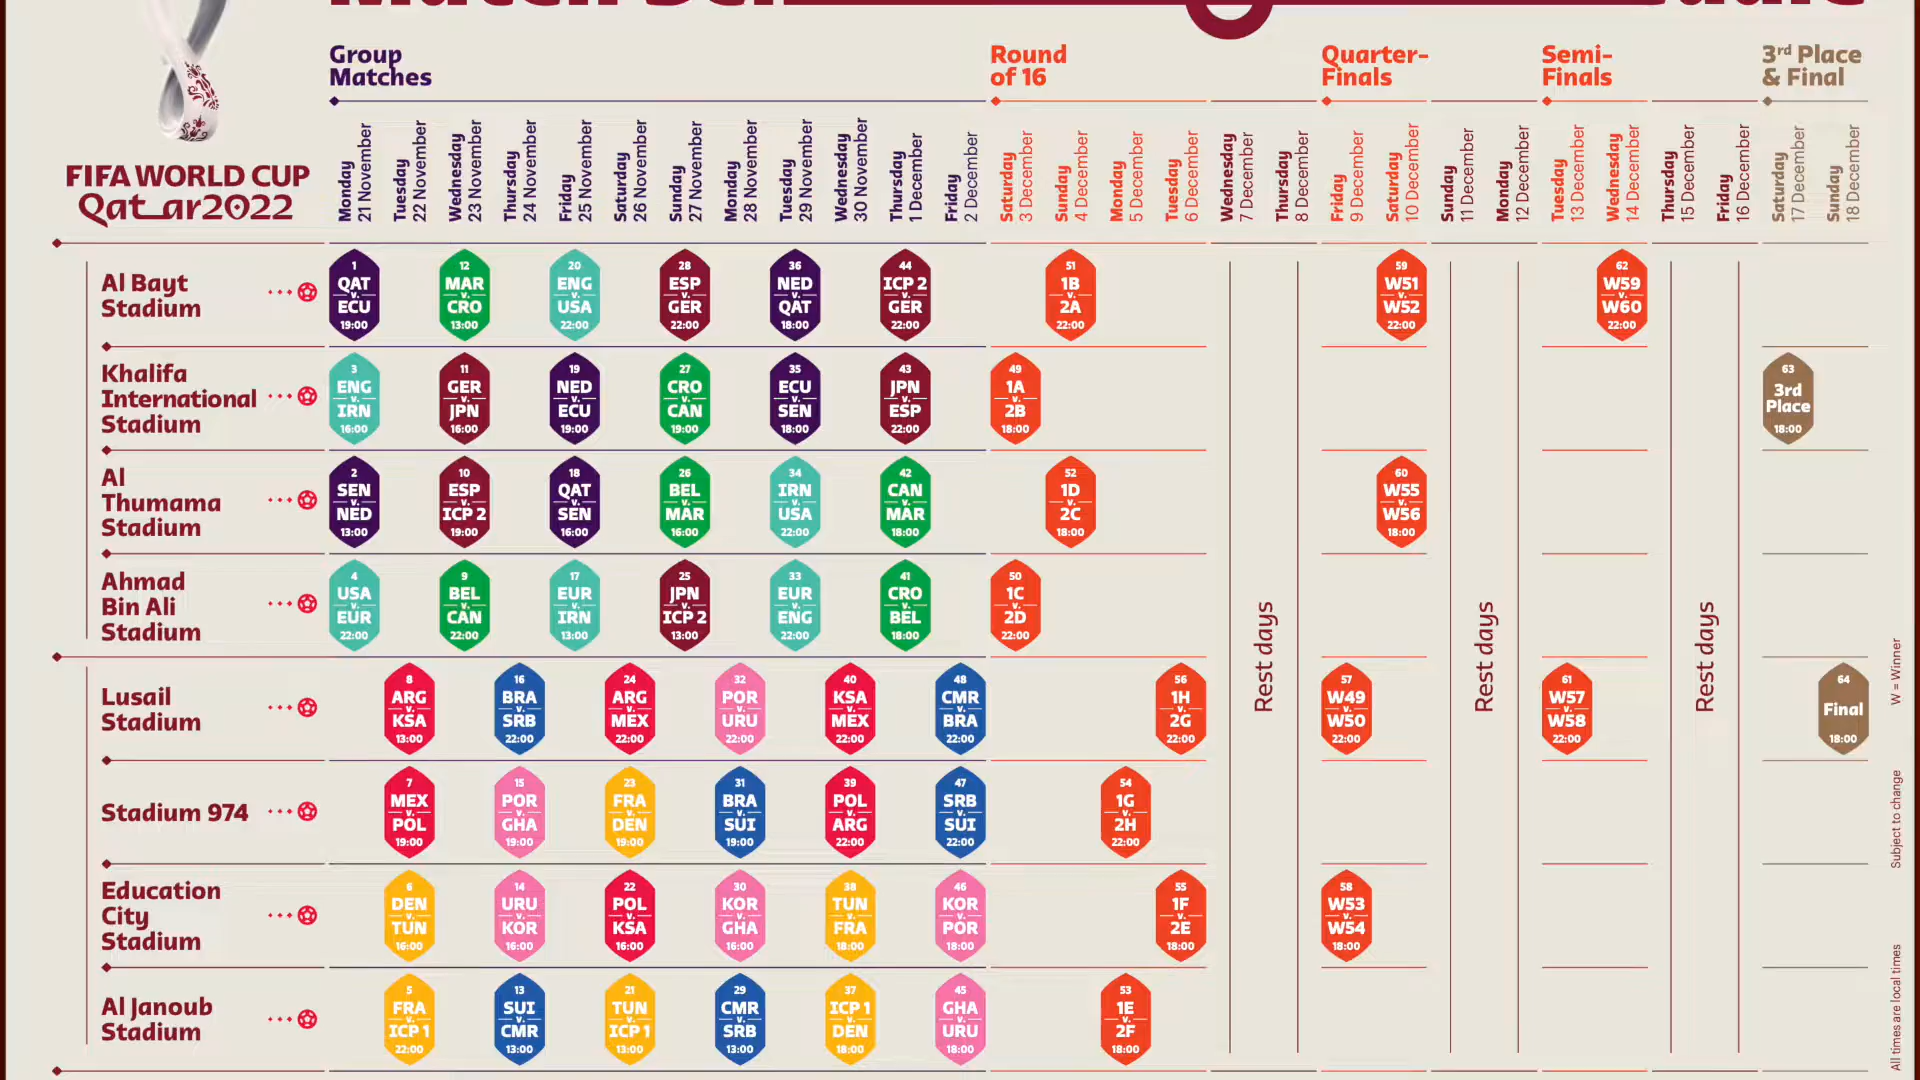 Group
Matches
Round
of 16
Quarter-
Finals
Semi-
Finals
3rd Place
& Final
FIFA WORLD CUP
Qatar2022
Monday
21 November
Tuesday
22 November
Wednesday
23 November
Thursday
24 November
Friday
25 November
Saturday
26 November
Sunday
27 November
Monday
28 November
Tuesday
29 November
Wednesday
30 November
Thursday
1 December
Friday
2 December
Saturday
3 December
Sunday
4 December
Monday
5 December
Tuesday
6 December
Wednesday
7 December
Thursday
8 December
Friday
9 December
Saturday
10 December
Sunday
11 December
Monday
12 December
Tuesday
13 December
Wednesday
14 December
Thursday
15 December
Friday
16 December
Saturday
17 December
Sunday
18 December
Al Bayt
Stadium
1 QAT v. ECU 19:00
12 MAR v. CRO 13:00
20 ENG v. USA 22:00
28 ESP v. GER 22:00
36 NED v. QAT 18:00
44 ICP 2 v. GER 22:00
51 1B v. 2A 22:00
59 W51 v. W52 22:00
62 W59 v. W60 22:00
Khalifa
International
Stadium
3 ENG v. IRN 16:00
11 GER v. JPN 16:00
19 NED v. ECU 19:00
27 CRO v. CAN 19:00
35 ECU v. SEN 18:00
43 JPN v. ESP 22:00
49 1A v. 2B 18:00
63 3rd Place 18:00
Al
Thumama
Stadium
2 SEN v. NED 13:00
10 ESP v. ICP 2 19:00
18 QAT v. SEN 16:00
26 BEL v. MAR 16:00
34 IRN v. USA 22:00
42 CAN v. MAR 18:00
52 1D v. 2C 18:00
60 W55 v. W56 18:00
Ahmad
Bin Ali
Stadium
4 USA v. EUR 22:00
9 BEL v. CAN 22:00
17 EUR v. IRN 13:00
25 JPN v. ICP 2 13:00
33 EUR v. ENG 22:00
41 CRO v. BEL 18:00
50 1C v. 2D 22:00
Lusail
Stadium
8 ARG v. KSA 13:00
16 BRA v. SRB 22:00
24 ARG v. MEX 22:00
32 POR v. URU 22:00
40 KSA v. MEX 22:00
48 CMR v. BRA 22:00
56 1H v. 2G 22:00
57 W49 v. W50 22:00
61 W57 v. W58 22:00
64 Final 18:00
Stadium 974
7 MEX v. POL 19:00
15 POR v. GHA 19:00
23 FRA v. DEN 19:00
31 BRA v. SUI 19:00
39 POL v. ARG 22:00
47 SRB v. SUI 22:00
54 1G v. 2H 22:00
Education
City
Stadium
6 DEN v. TUN 16:00
14 URU v. KOR 16:00
22 POL v. KSA 16:00
30 KOR v. GHA 16:00
38 TUN v. FRA 18:00
46 KOR v. POR 18:00
55 1F v. 2E 18:00
58 W53 v. W54 18:00
Al Janoub
Stadium
5 FRA v. ICP 1 22:00
13 SUI v. CMR 13:00
21 TUN v. ICP 1 13:00
29 CMR v. SRB 13:00
37 ICP 1 v. DEN 18:00
45 GHA v. URU 18:00
53 1E v. 2F 18:00
Rest days
Rest days
Rest days
W = Winner
Subject to change
All times are local times